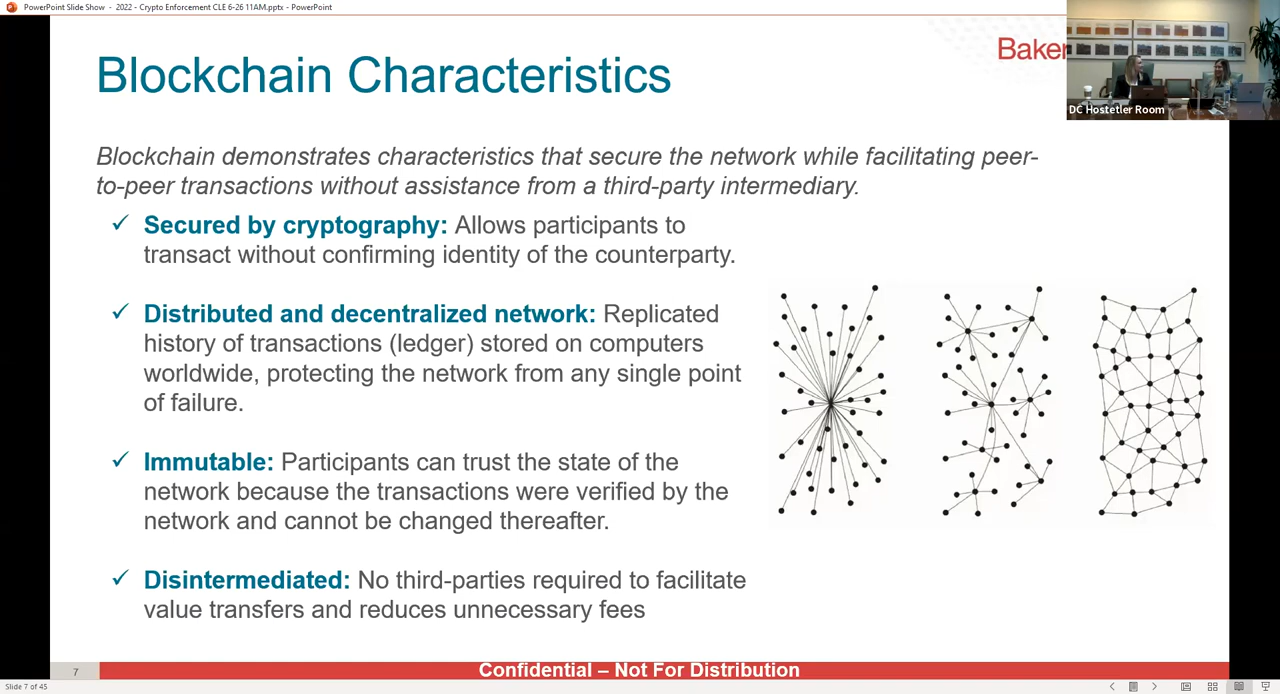 PowerPoint Slide Show - 2022 - Crypto Enforcement CLE 6-26 11AM.pptx - PowerPoint
Blockchain Characteristics
Baker
DC Hostetler Room
Blockchain demonstrates characteristics that secure the network while facilitating peer-
to-peer transactions without assistance from a third-party intermediary.
✓ Secured by cryptography: Allows participants to
transact without confirming identity of the counterparty.
✓ Distributed and decentralized network: Replicated
history of transactions (ledger) stored on computers
worldwide, protecting the network from any single point
of failure.
✓ Immutable: Participants can trust the state of the
network because the transactions were verified by the
network and cannot be changed thereafter.
✓ Disintermediated: No third-parties required to facilitate
value transfers and reduces unnecessary fees
7
Confidential – Not For Distribution
Slide 7 of 45